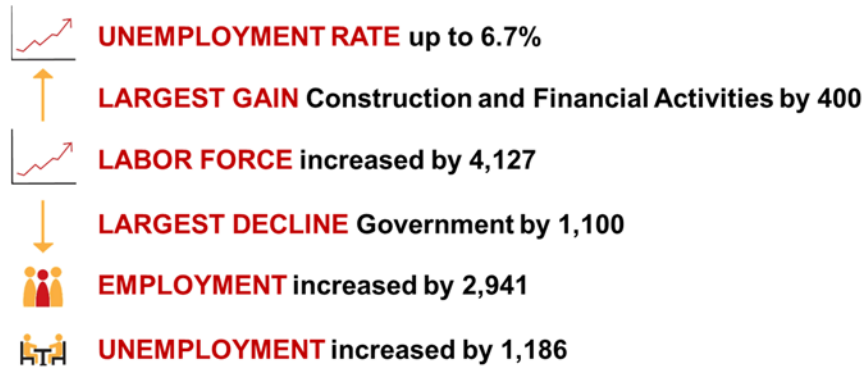 UNEMPLOYMENT RATE up to 6.7%
LARGEST GAIN Construction and Financial Activities by 400
LABOR FORCE increased by 4,127
LARGEST DECLINE Government by 1,100
EMPLOYMENT increased by 2,941
UNEMPLOYMENT increased by 1,186